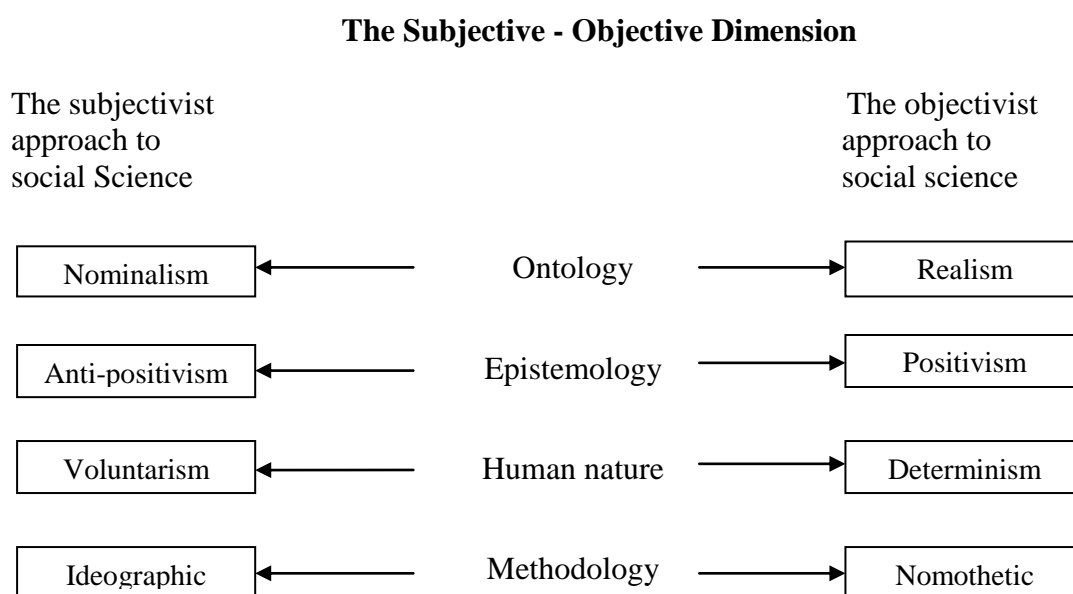 The Subjective - Objective Dimension
The subjectivist
approach to
social Science
The objectivist
approach to
social science
Nominalism
Ontology
Realism
Anti-positivism
Epistemology
Positivism
Voluntarism
Human nature
Determinism
Ideographic
Methodology
Nomothetic